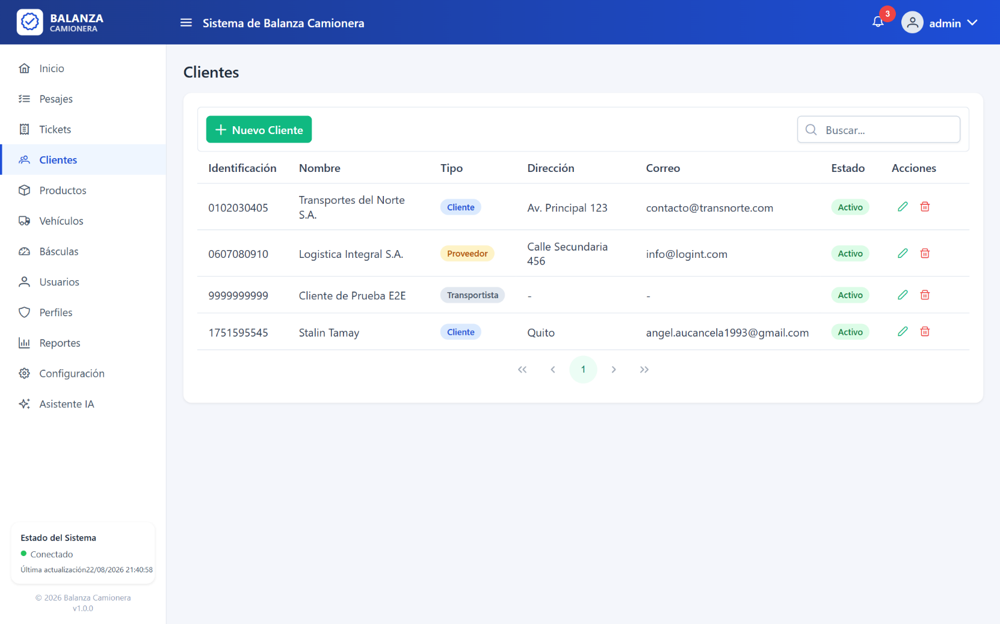 BALANZA
CAMIONERA
Sistema de Balanza Camionera
3
admin
Inicio
Pesajes
Tickets
Clientes
Productos
Vehículos
Básculas
Usuarios
Perfiles
Reportes
Configuración
Asistente IA
Estado del Sistema
Conectado
Última actualización22/08/2026 21:40:58
© 2026 Balanza Camionera
v1.0.0
Clientes
Nuevo Cliente
Buscar...
Identificación Nombre Tipo Dirección Correo Estado Acciones
0102030405 Transportes del Norte S.A. Cliente Av. Principal 123 contacto@transnorte.com Activo
0607080910 Logistica Integral S.A. Proveedor Calle Secundaria 456 info@logint.com Activo
9999999999 Cliente de Prueba E2E Transportista - - Activo
1751595545 Stalin Tamay Cliente Quito angel.aucancela1993@gmail.com Activo
1